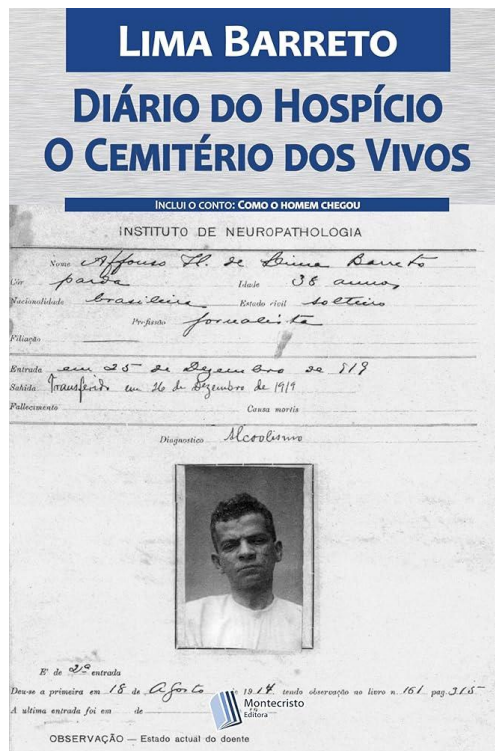 LIMA BARRETO
DIÁRIO DO HOSPÍCIO
O CEMITÉRIO DOS VIVOS
INCLUI O CONTO: COMO O HOMEM CHEGOU
INSTITUTO DE NEUROPATHOLOGIA
Nome Affonso H. de Lima Barreto
Côr parda Idade 38 annos
Nacionalidade brasileira Estado civil solteiro
Profissão jornalista
Filiação
Entrada em 25 de Dezembro de 919
Sahida Transferido em 26 de Dezembro de 1919
Fallecimento Causa mortis
Diagnostico Alcoolismo
E' de 2ª entrada
Deu-se a primeira em 18 de Agosto de 1914 tendo observação no livro n. 161 pag. 315
A ultima entrada foi em de
Montecristo
Editora
OBSERVAÇÃO — Estado actual do doente